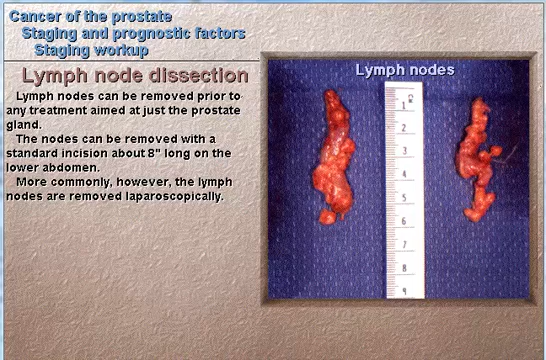 Cancer of the prostate
Staging and prognostic factors
Staging workup
Lymph node dissection
Lymph nodes can be removed prior to
any treatment aimed at just the prostate
gland.
The nodes can be removed with a
standard incision about 8" long on the
lower abdomen.
More commonly, however, the lymph
nodes are removed laparoscopically.
Lymph nodes
1
2
3
4
5
6
7
8
9